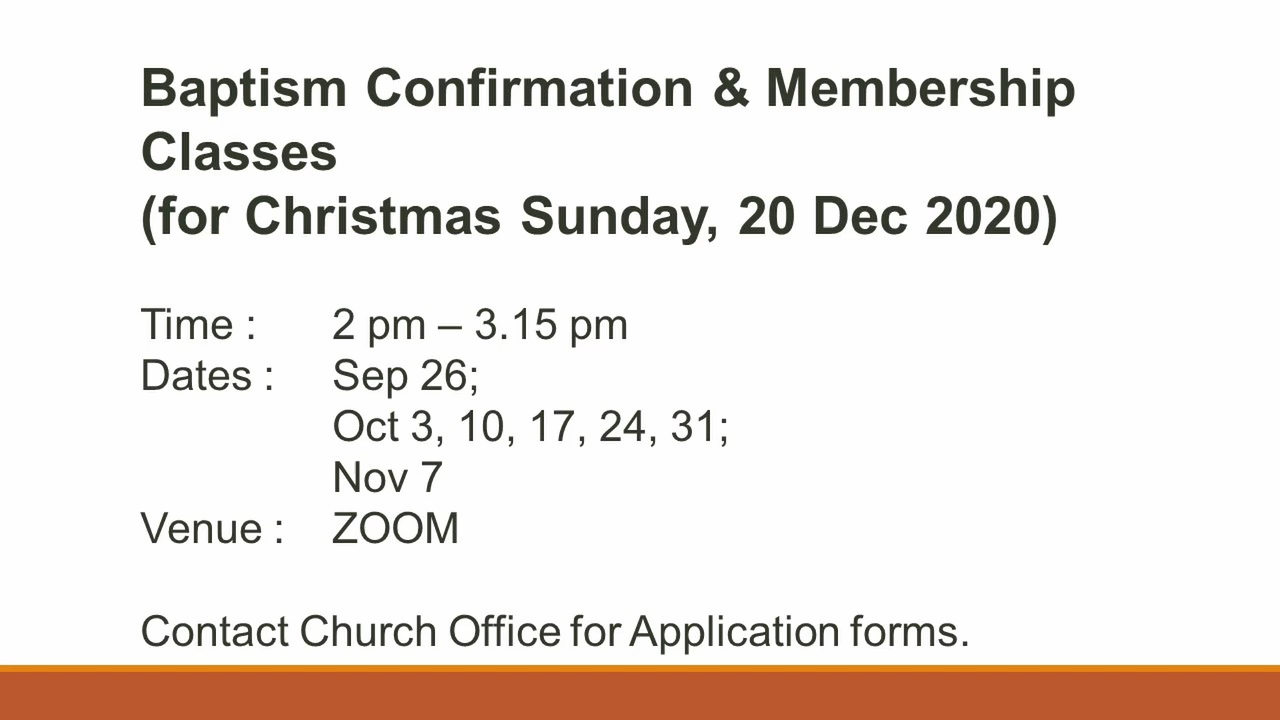 Baptism Confirmation & Membership
Classes
(for Christmas Sunday, 20 Dec 2020)
Time : 2 pm – 3.15 pm
Dates : Sep 26;
Oct 3, 10, 17, 24, 31;
Nov 7
Venue : ZOOM
Contact Church Office for Application forms.